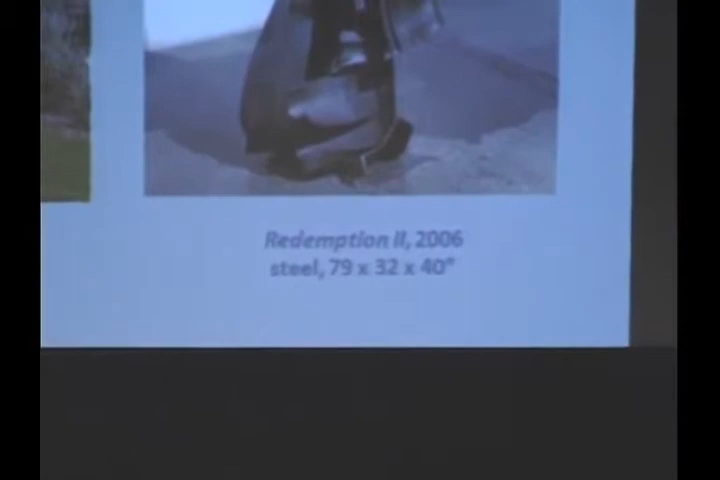 Redemption II, 2006
steel, 79 x 32 x 40"